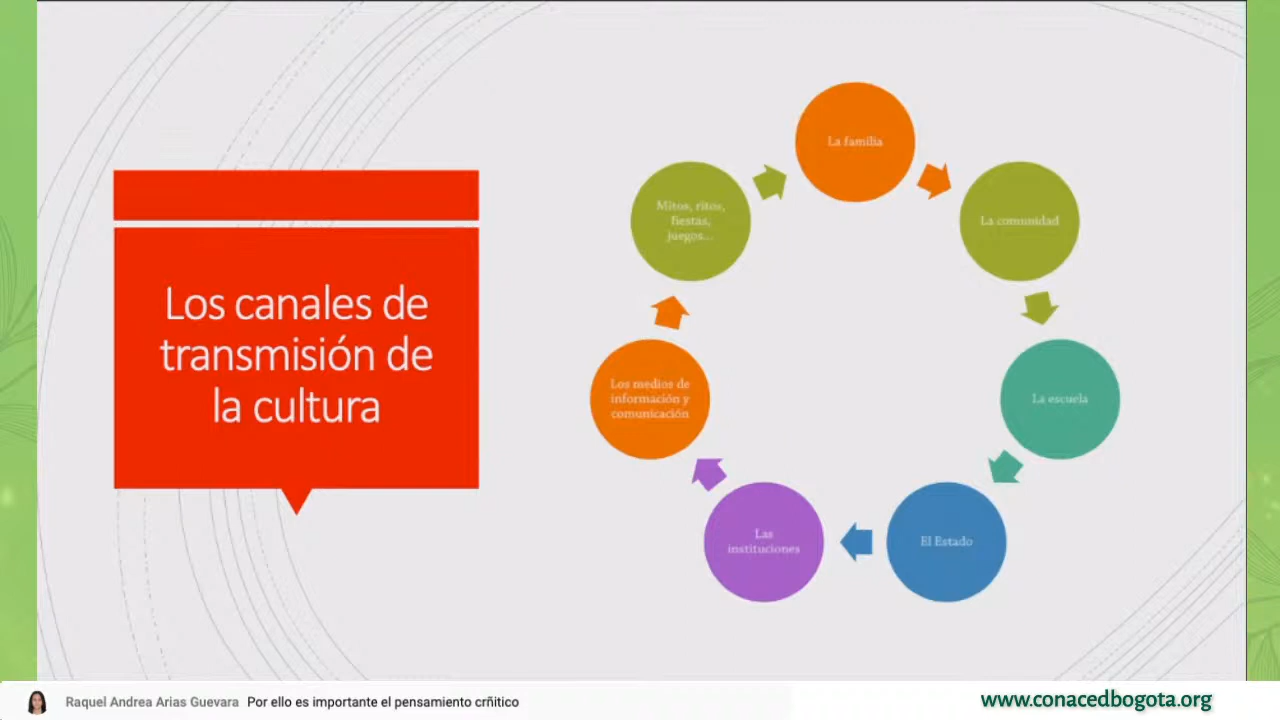 Los canales de
transmisión de
la cultura
La familia
La comunidad
La escuela
El Estado
Las
instituciones
Los medios de
información y
comunicación
Mitos, ritos,
fiestas,
juegos...
Raquel Andrea Arias Guevara Por ello es importante el pensamiento crñitico
www.conacedbogota.org